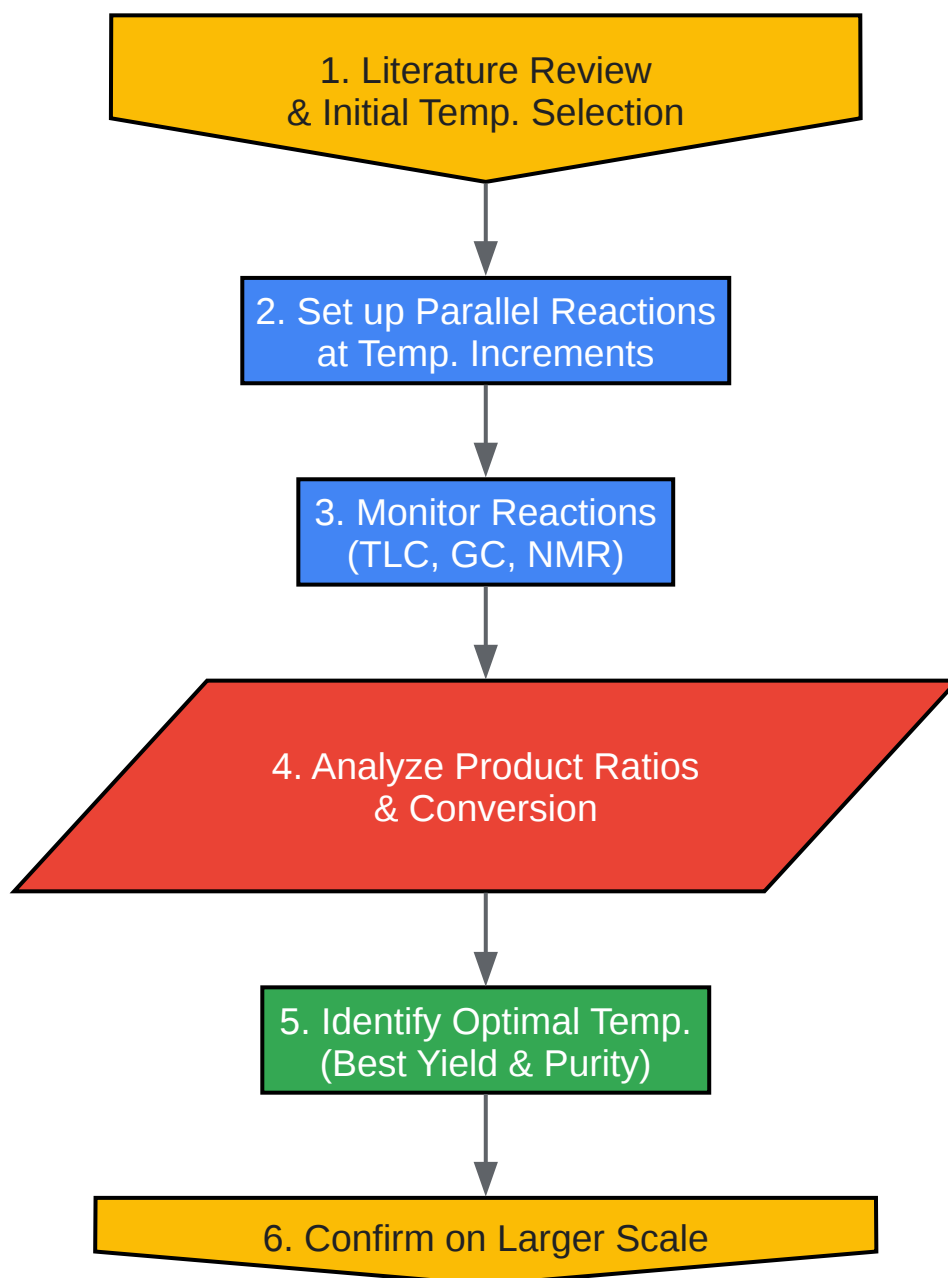 1. Literature Review
& Initial Temp. Selection
2. Set up Parallel Reactions
at Temp. Increments
3. Monitor Reactions
(TLC, GC, NMR)
4. Analyze Product Ratios
& Conversion
5. Identify Optimal Temp.
(Best Yield & Purity)
6. Confirm on Larger Scale